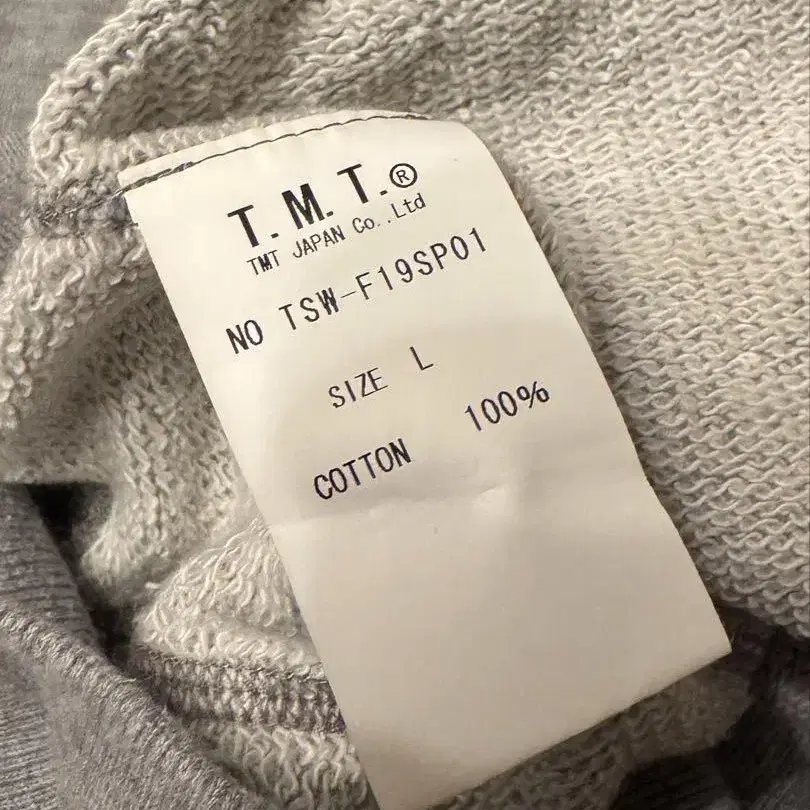 T.M.T.®
TMT JAPAN Co.,Ltd
NO TSW-F19SP01
SIZE L
COTTON 100%